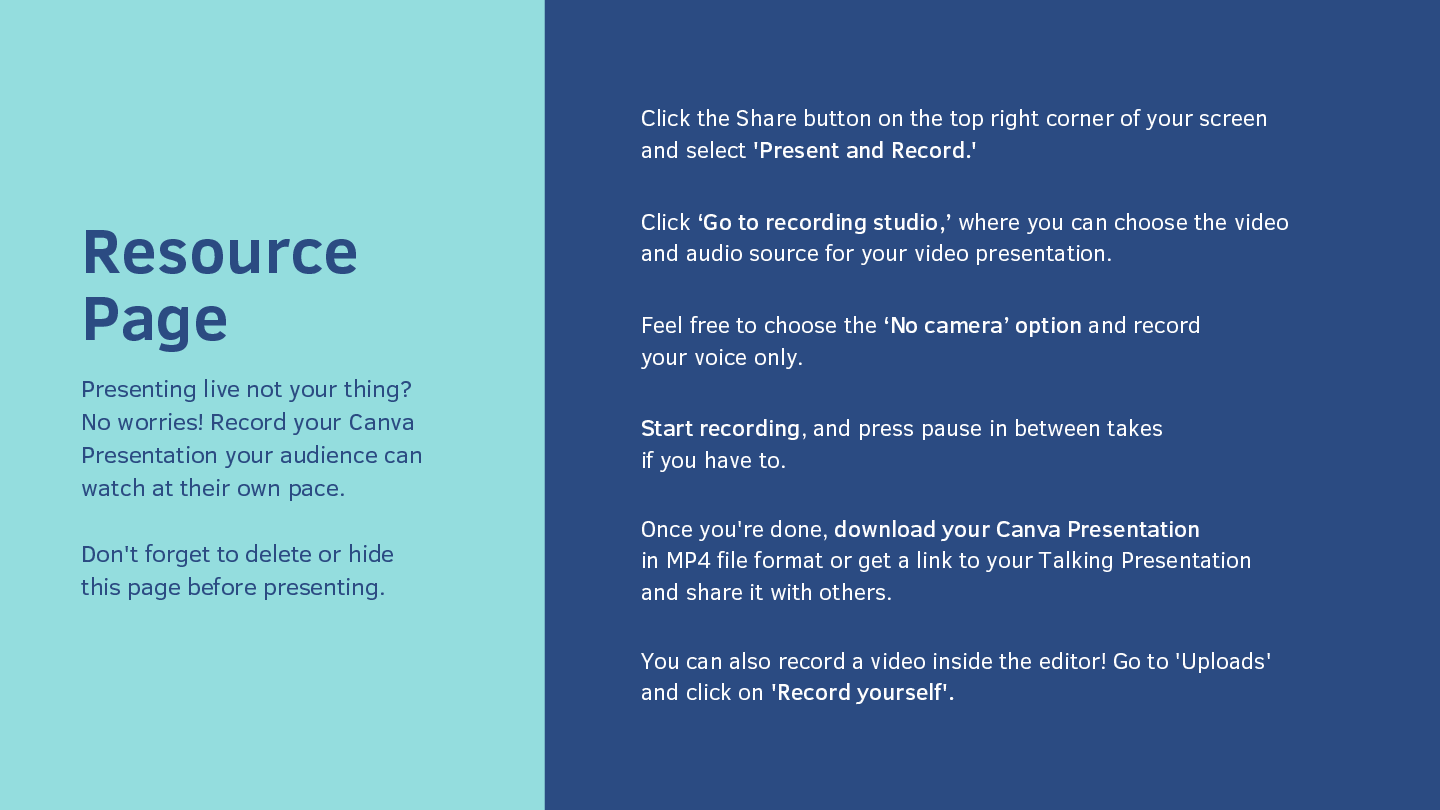 Resource
Page
Presenting live not your thing?
No worries! Record your Canva
Presentation your audience can
watch at their own pace.
Don't forget to delete or hide
this page before presenting.
Click the Share button on the top right corner of your screen
and select 'Present and Record.'
Click ‘Go to recording studio,’ where you can choose the video
and audio source for your video presentation.
Feel free to choose the ‘No camera’ option and record
your voice only.
Start recording, and press pause in between takes
if you have to.
Once you're done, download your Canva Presentation
in MP4 file format or get a link to your Talking Presentation
and share it with others.
You can also record a video inside the editor! Go to 'Uploads'
and click on 'Record yourself'.